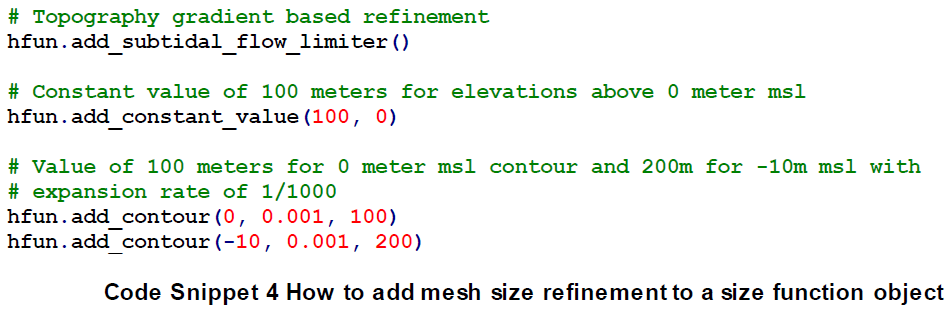 # Topography gradient based refinement
hfun.add_subtidal_flow_limiter()
# Constant value of 100 meters for elevations above 0 meter msl
hfun.add_constant_value(100, 0)
# Value of 100 meters for 0 meter msl contour and 200m for -10m msl with
# expansion rate of 1/1000
hfun.add_contour(0, 0.001, 100)
hfun.add_contour(-10, 0.001, 200)
Code Snippet 4 How to add mesh size refinement to a size function object